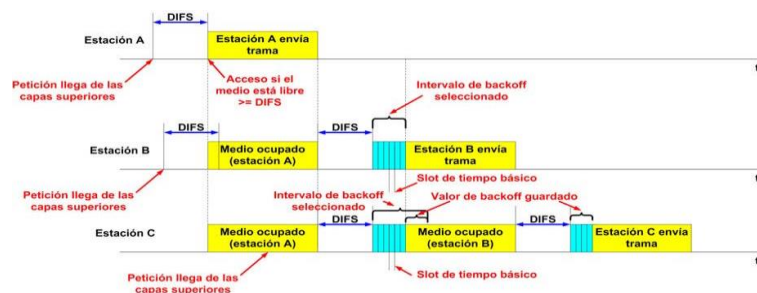 DIFS
Estación A
Estación A envía
trama
t
Petición llega de las
capas superiores
Acceso si el
medio está libre
>= DIFS
Intervalo de backoff
seleccionado
DIFS
DIFS
Estación B
Medio ocupado
(estación A)
Estación B envía
trama
t
Petición llega de las
capas superiores
Slot de tiempo básico
Intervalo de backoff
seleccionado
Valor de backoff guardado
DIFS
DIFS
Estación C
Medio ocupado
(estación A)
Medio ocupado
(estación B)
Estación C envía
trama
t
Petición llega de las
capas superiores
Slot de tiempo básico